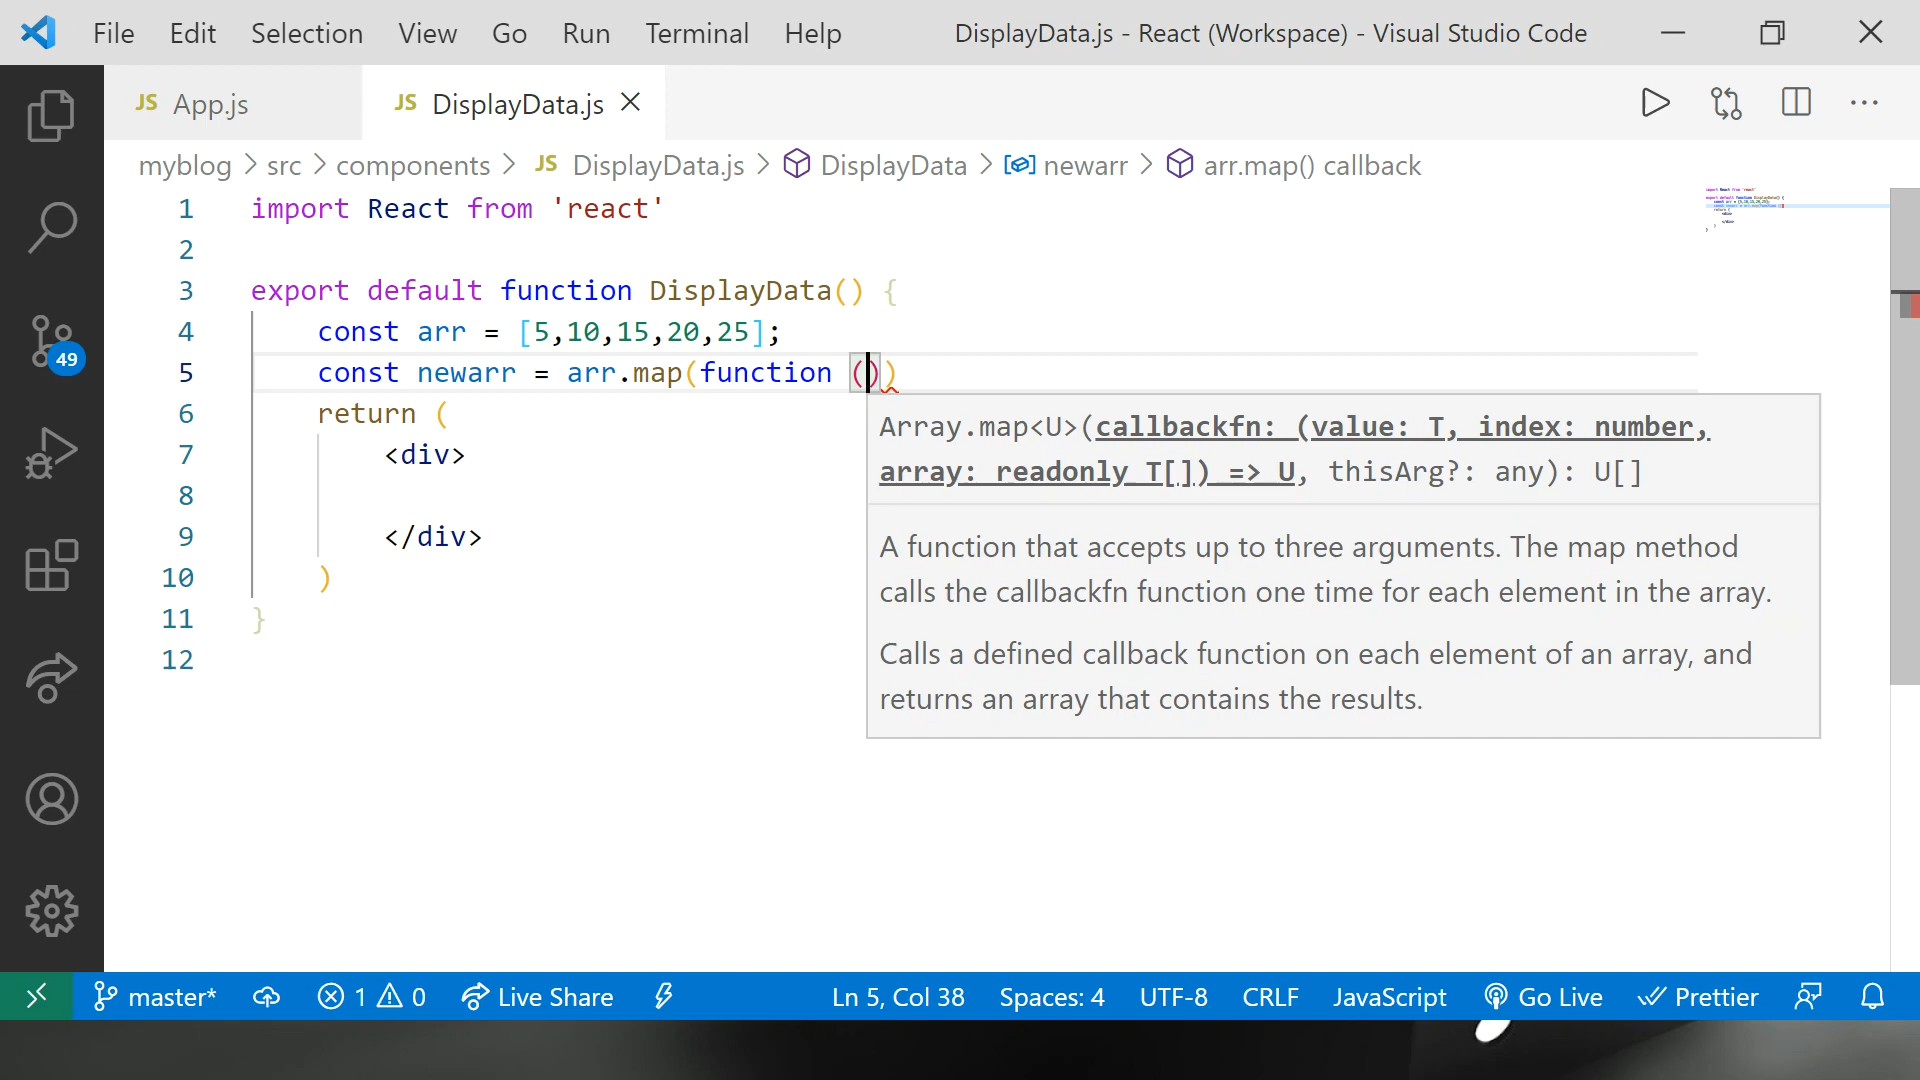 File Edit Selection View Go Run Terminal Help DisplayData.js - React (Workspace) - Visual Studio Code
JS App.js JS DisplayData.js
myblog > src > components > JS DisplayData.js > DisplayData > newarr > arr.map() callback
1 import React from 'react'
2
3 export default function DisplayData() {
4 const arr = [5,10,15,20,25];
5 const newarr = arr.map(function ())
6 return (
7 <div>
8
9 </div>
10 )
11 }
12
Array.map<U>(callbackfn: (value: T, index: number,
array: readonly T[]) => U, thisArg?: any): U[]
A function that accepts up to three arguments. The map method
calls the callbackfn function one time for each element in the array.
Calls a defined callback function on each element of an array, and
returns an array that contains the results.
49
master* 1 0 Live Share Ln 5, Col 38 Spaces: 4 UTF-8 CRLF JavaScript Go Live Prettier